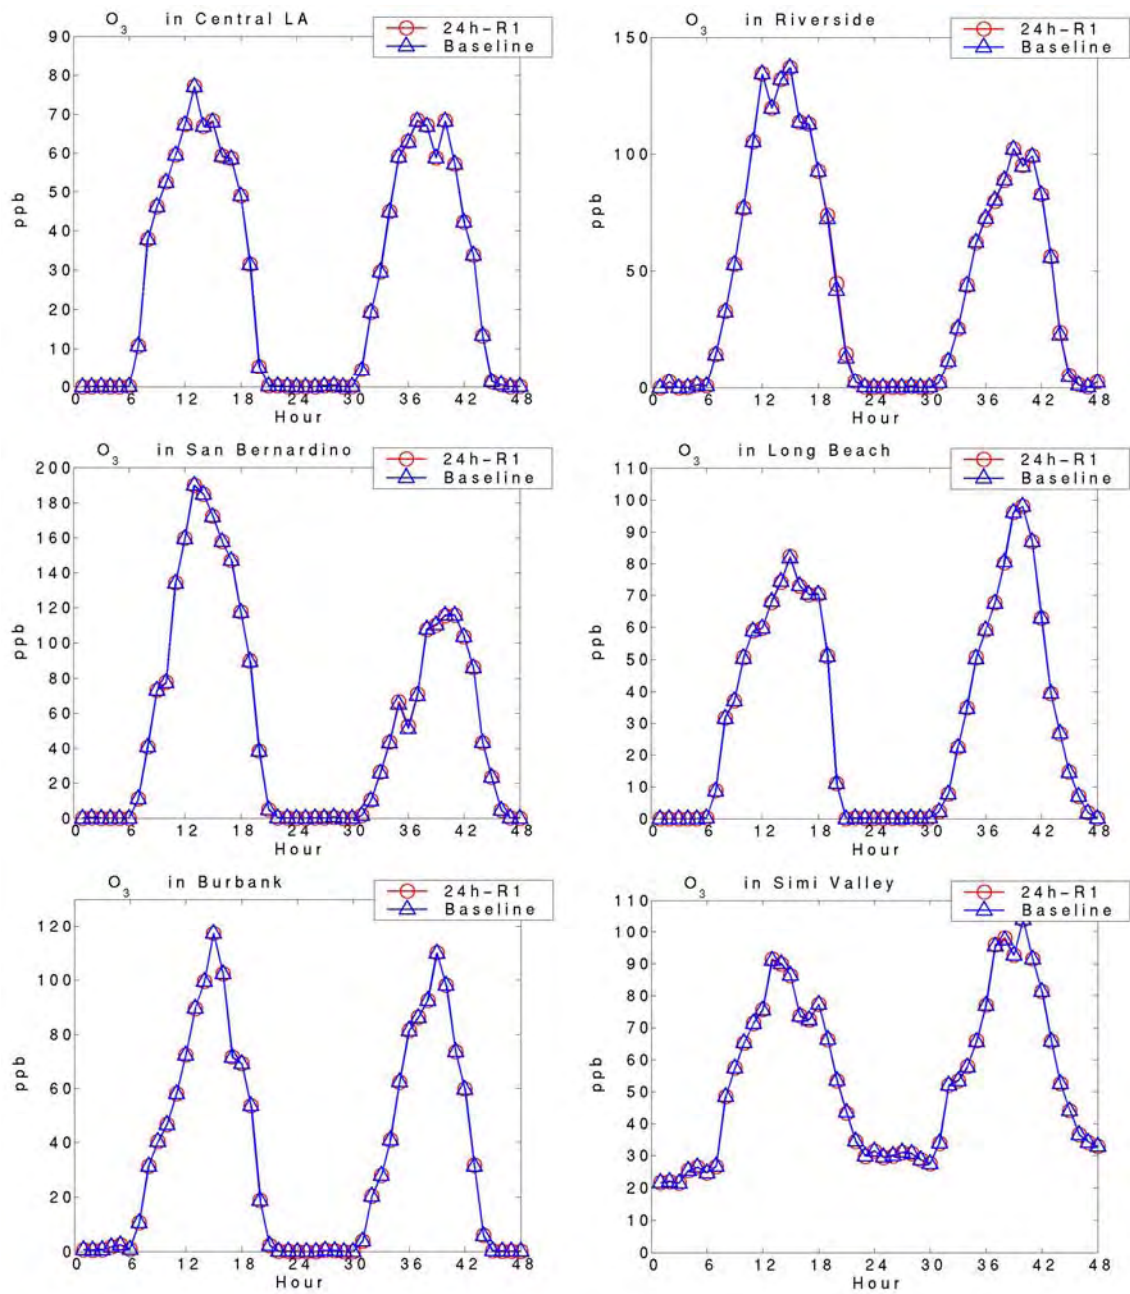 O3 in Central LA
24h-R1
Baseline
90
80
70
60
50
40
30
20
10
0
ppb
0 6 12 18 24 30 36 42 48
Hour
O3 in Riverside
24h-R1
Baseline
150
100
50
0
ppb
0 6 12 18 24 30 36 42 48
Hour
O3 in San Bernardino
24h-R1
Baseline
200
180
160
140
120
100
80
60
40
20
0
ppb
0 6 12 18 24 30 36 42 48
Hour
O3 in Long Beach
24h-R1
Baseline
110
100
90
80
70
60
50
40
30
20
10
0
ppb
0 6 12 18 24 30 36 42 48
Hour
O3 in Burbank
24h-R1
Baseline
120
100
80
60
40
20
0
ppb
0 6 12 18 24 30 36 42 48
Hour
O3 in Simi Valley
24h-R1
Baseline
110
100
90
80
70
60
50
40
30
20
10
0
ppb
0 6 12 18 24 30 36 42 48
Hour